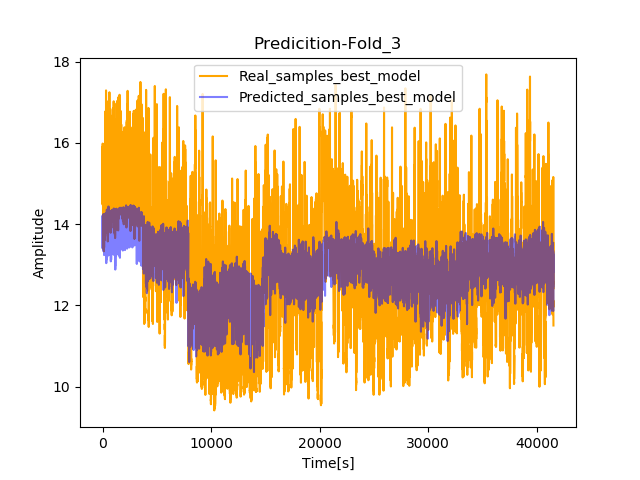 Predicition-Fold_3
Real_samples_best_model
Predicted_samples_best_model
18
16
14
12
10
Amplitude
0 10000 20000 30000 40000
Time[s]